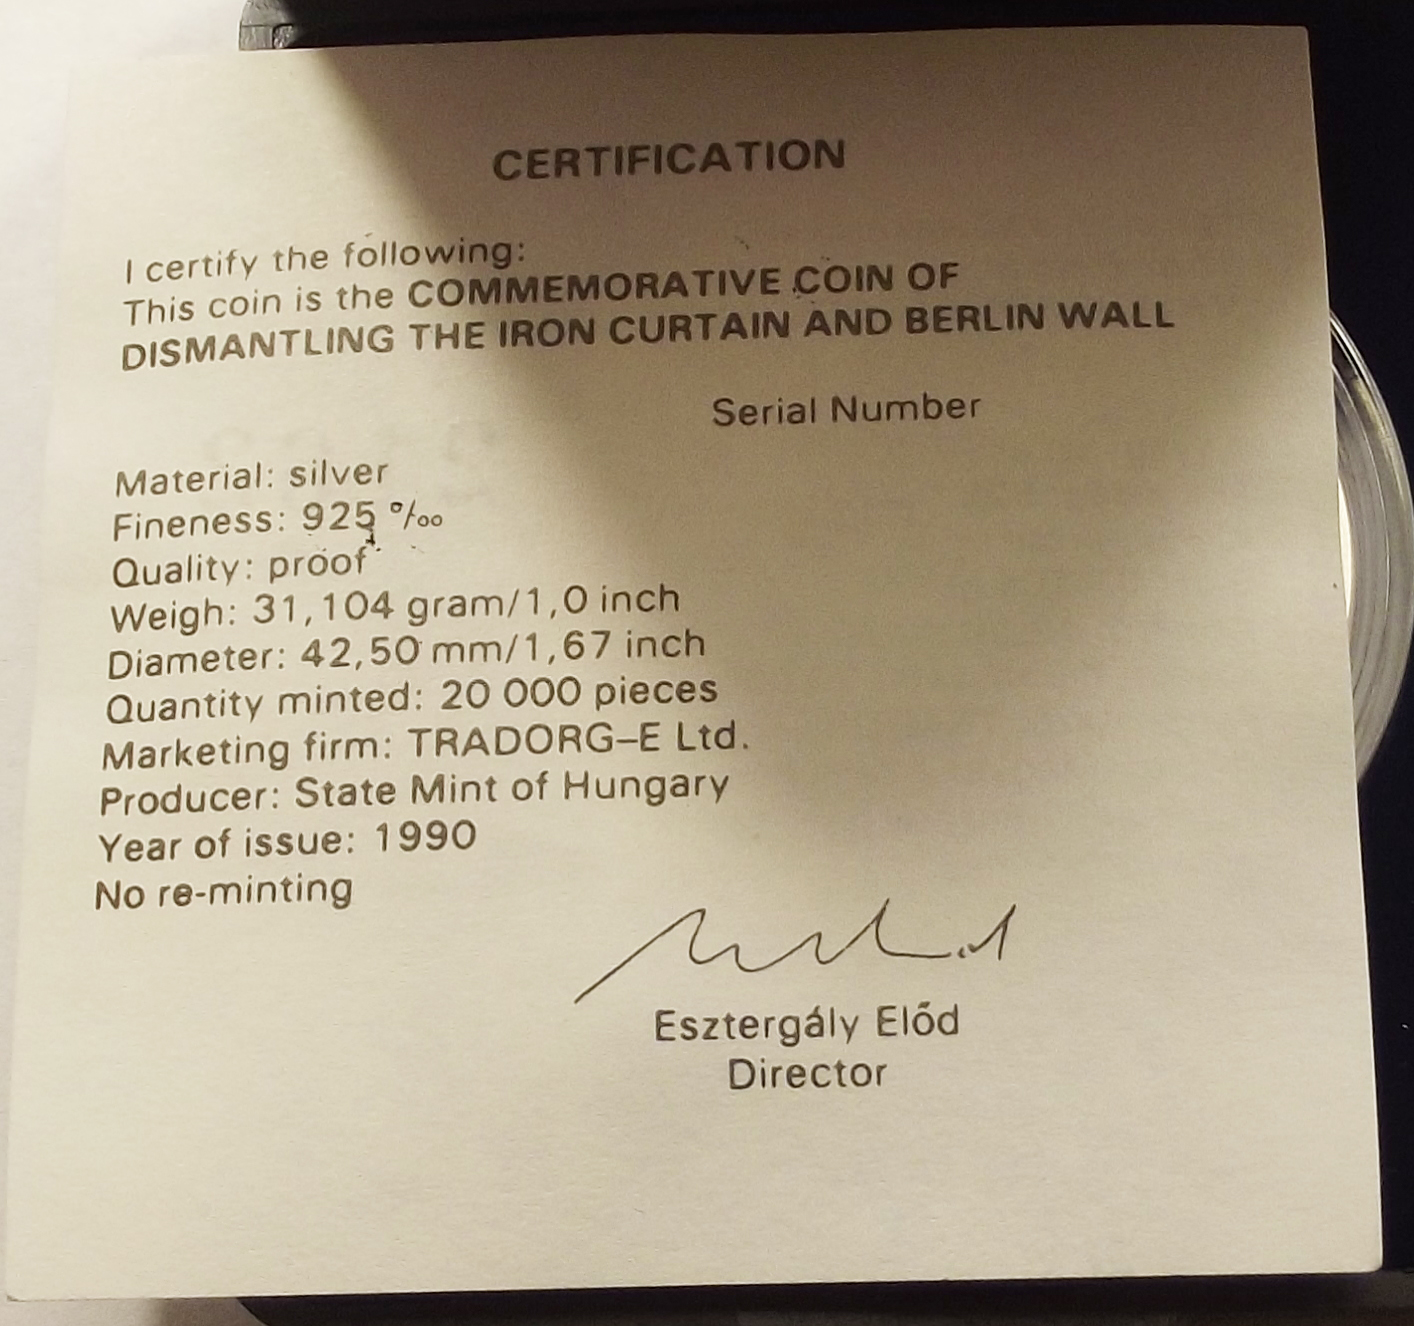 CERTIFICATION
I certify the following:
This coin is the COMMEMORATIVE COIN OF
DISMANTLING THE IRON CURTAIN AND BERLIN WALL
Serial Number
Material: silver
Fineness: 925 ‰
Quality: proof
Weigh: 31,104 gram/1,0 inch
Diameter: 42,50 mm/1,67 inch
Quantity minted: 20 000 pieces
Marketing firm: TRADORG–E Ltd.
Producer: State Mint of Hungary
Year of issue: 1990
No re-minting
Esztergály Előd
Director